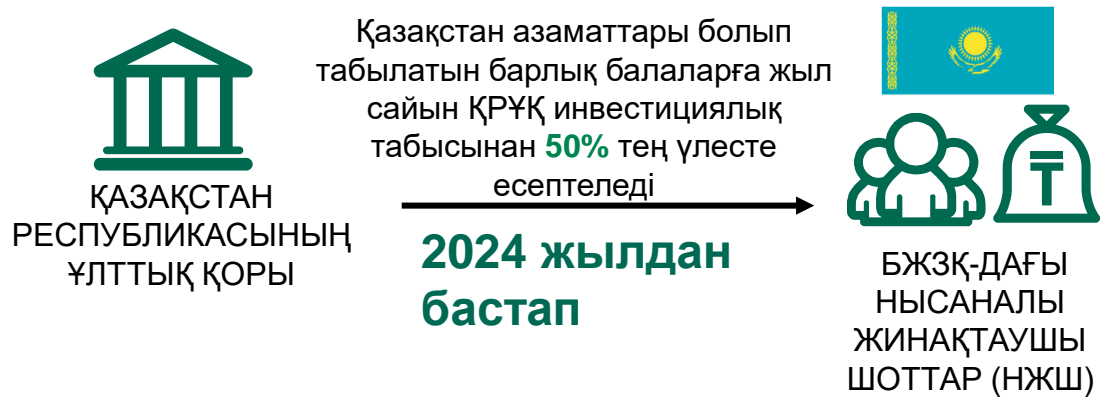 ҚАЗАҚСТАН
РЕСПУБЛИКАСЫНЫҢ
ҰЛТТЫҚ ҚОРЫ
Қазақстан азаматтары болып
табылатын барлық балаларға жыл
сайын ҚРҰҚ инвестициялық
табысынан 50% тең үлесте
есептеледі
2024 жылдан
бастап
₸
БЖЗҚ-ДАҒЫ
НЫСАНАЛЫ
ЖИНАҚТАУШЫ
ШОТТАР (НЖШ)